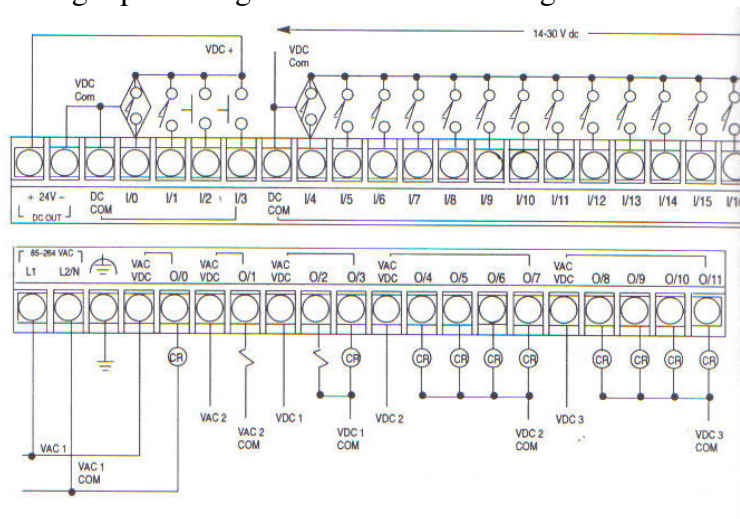 14-30 V dc
VDC +
VDC
Com
VDC
Com
+ 24V -
DC OUT
DC
COM
I/0
I/1
I/2
I/3
DC
COM
I/4
I/5
I/6
I/7
I/8
I/9
I/10
I/11
I/12
I/13
I/14
I/15
85-264 VAC
L1
L2/N
VAC
VDC
O/0
VAC
VDC
O/1
VAC
VDC
O/2
O/3
VAC
VDC
O/4
O/5
O/6
O/7
VAC
VDC
O/8
O/9
O/10
O/11
CR
CR
CR
CR
CR
CR
CR
CR
CR
CR
VAC 2
VAC 2
COM
VDC 1
VDC 1
COM
VDC 2
VDC 2
COM
VDC 3
VDC 3
COM
VAC 1
VAC 1
COM